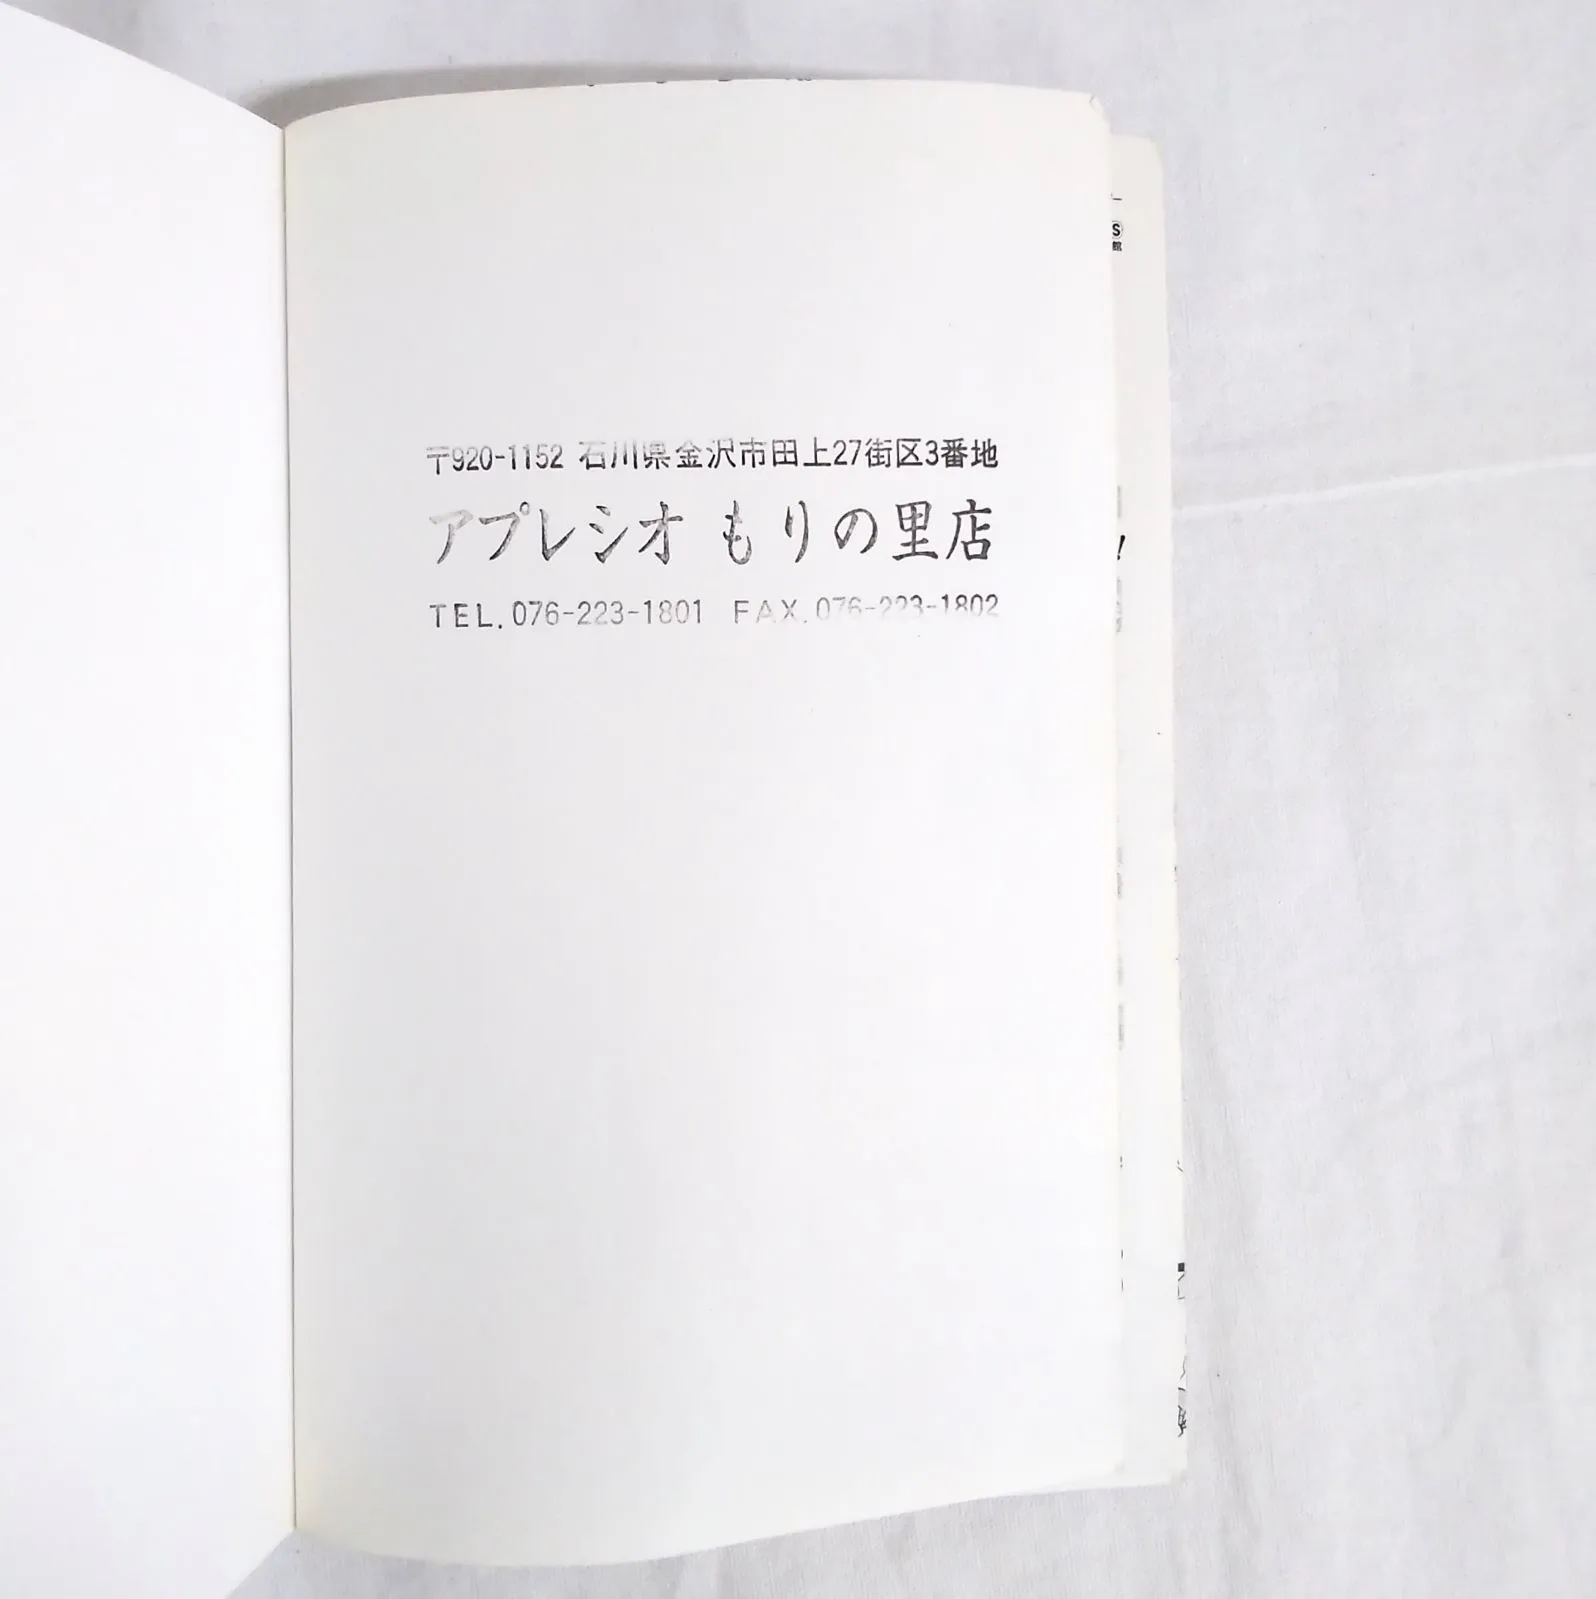 〒920-1152 石川県金沢市田上27街区3番地
アプレシオ もりの里店
TEL.076-223-1801 FAX.076-223-1802